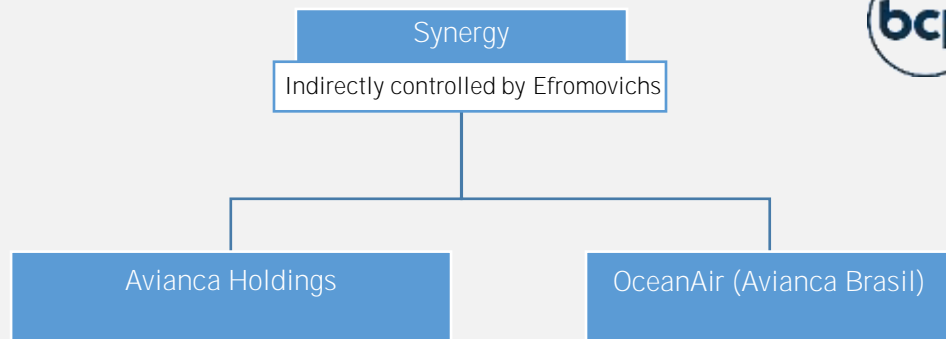 Synergy
Indirectly controlled by Efromovichs
Avianca Holdings
OceanAir (Avianca Brasil)